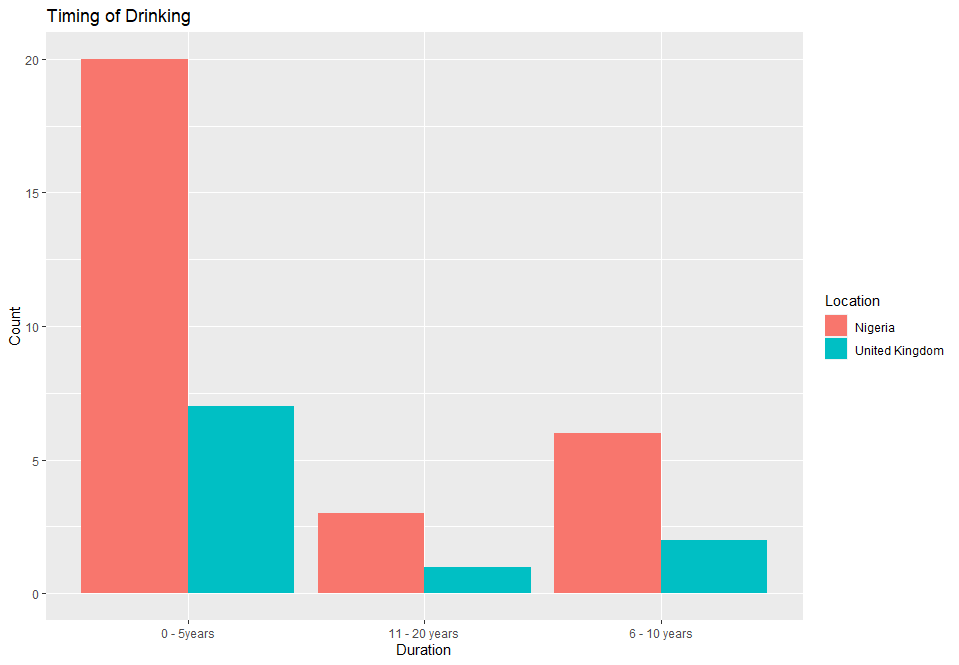 Timing of Drinking
20
15
10
5
0
Count
0 - 5years
11 - 20 years
6 - 10 years
Duration
Location
Nigeria
United Kingdom